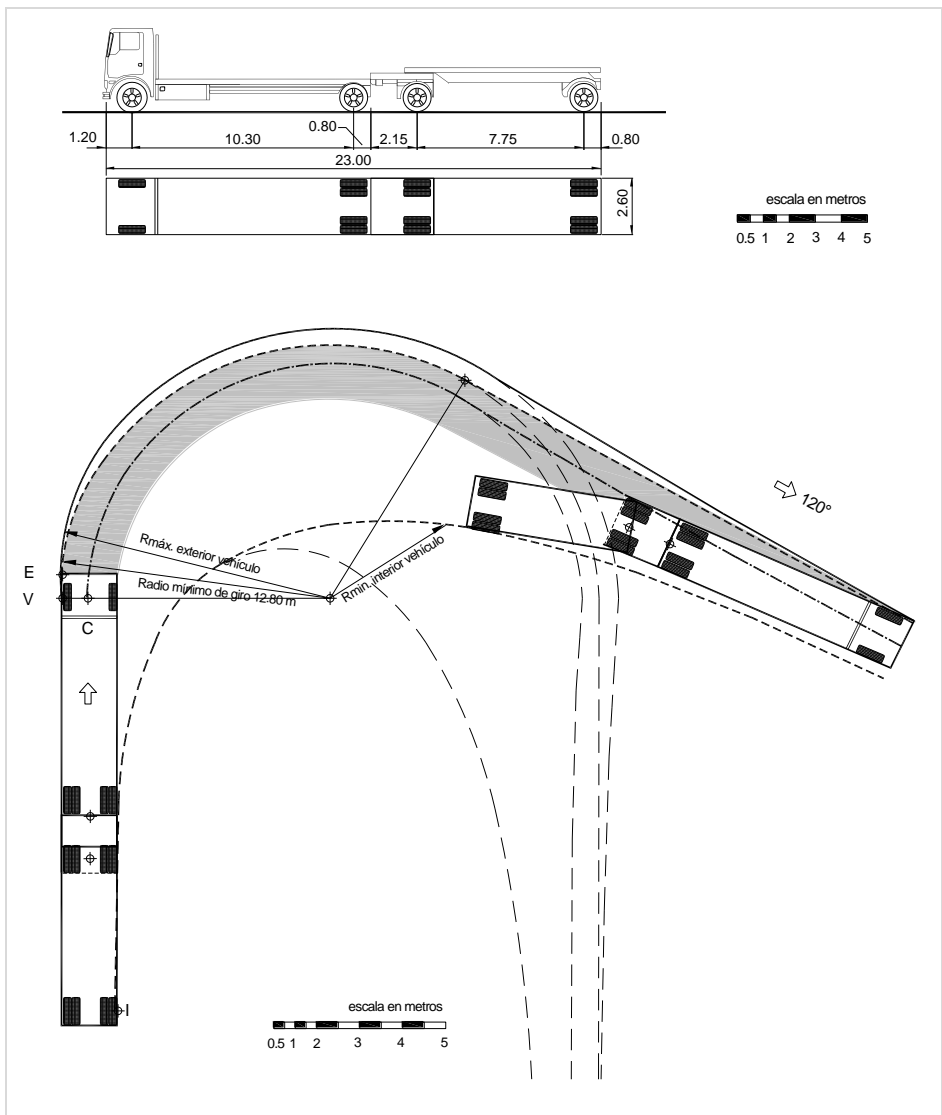 1.20
10.30
0.80
2.15
7.75
0.80
23.00
2.60
escala en metros
0.5 1 2 3 4 5
120°
Rmáx. exterior vehículo
Radio mínimo de giro 12.80 m
Rmin. interior vehículo
E
V
C
I
escala en metros
0.5 1 2 3 4 5